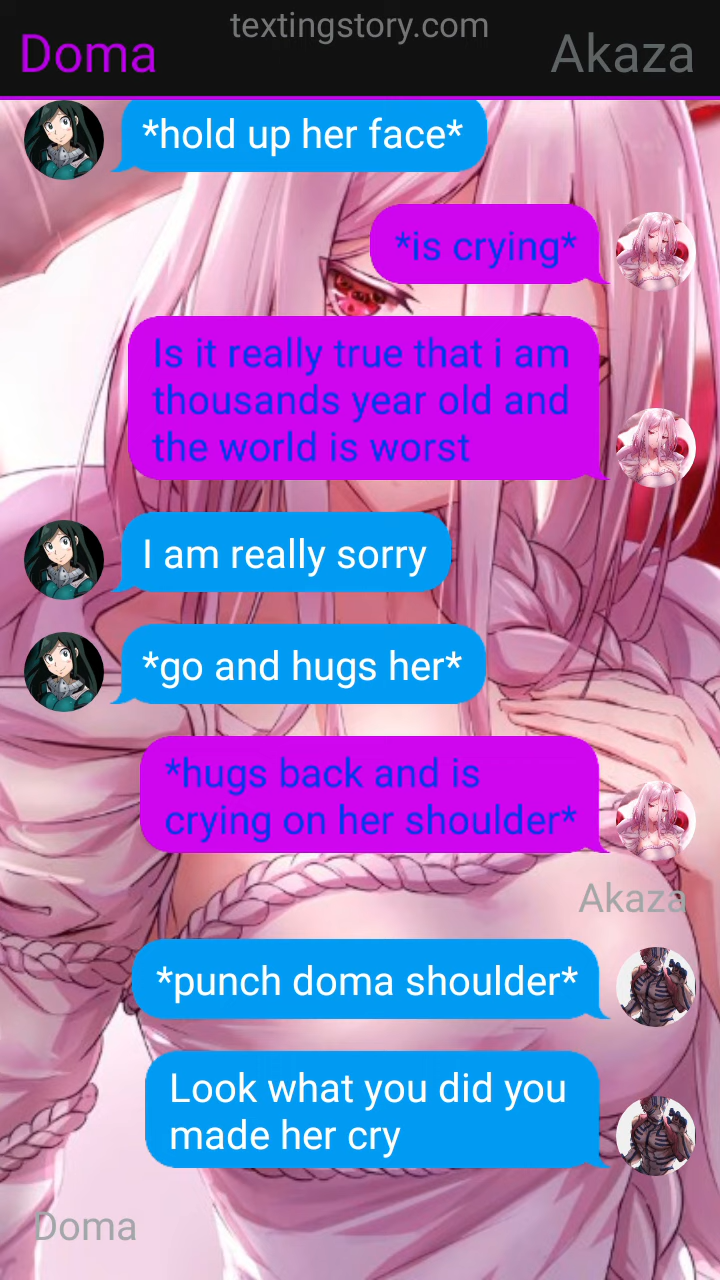 textingstory.com
Doma
Akaza
*hold up her face*
*is crying*
Is it really true that i am
thousands year old and
the world is worst
I am really sorry
*go and hugs her*
*hugs back and is
crying on her shoulder*
Akaza
*punch doma shoulder*
Look what you did you
made her cry
Doma